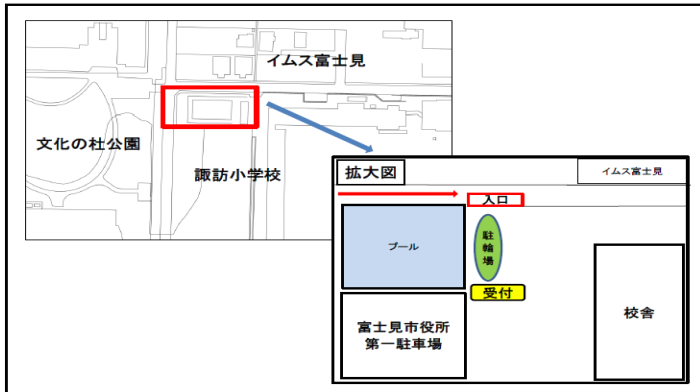 イムス富士見
文化の杜公園
諏訪小学校
拡大図
イムス富士見
入口
プール
駐輪場
受付
富士見市役所
第一駐車場
校舎